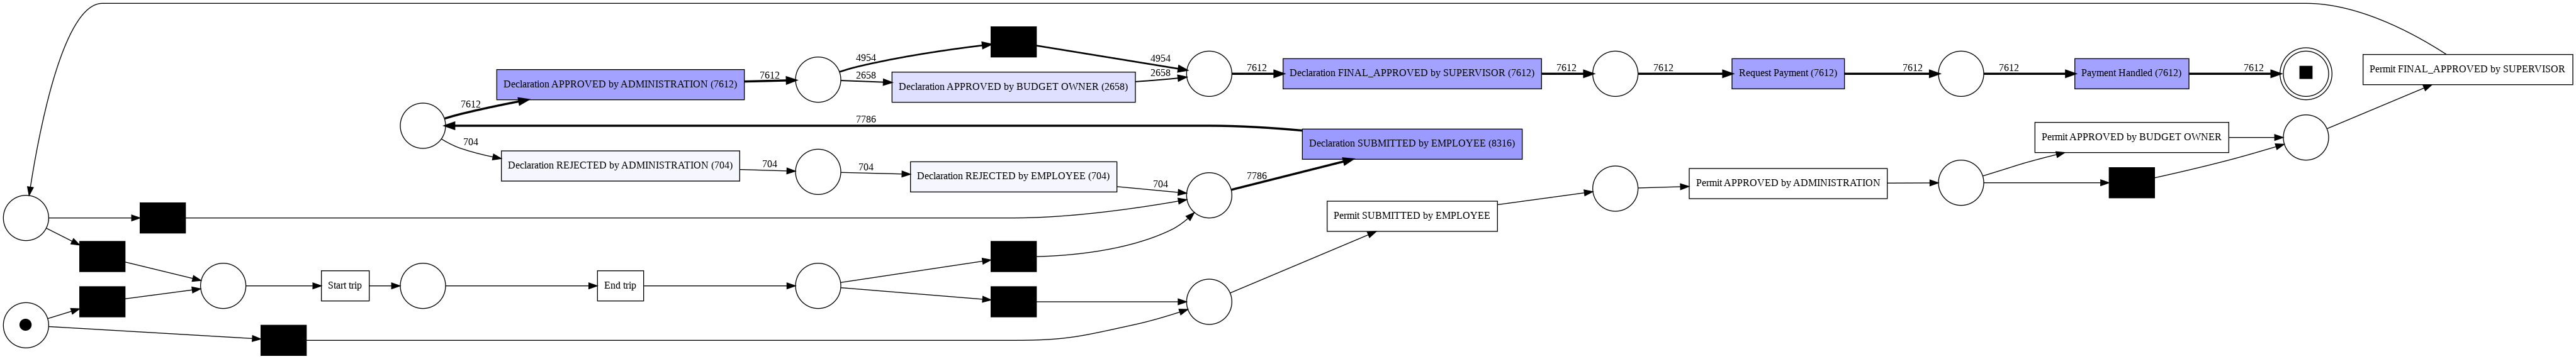 4954
4954
7612
2658
2658
Declaration APPROVED by ADMINISTRATION (7612)
7612
Declaration APPROVED by BUDGET OWNER (2658)
7612
Declaration FINAL_APPROVED by SUPERVISOR (7612)
7612
7612
Request Payment (7612)
7612
7612
Payment Handled (7612)
7612
Permit FINAL_APPROVED by SUPERVISOR
7786
704
Declaration REJECTED by ADMINISTRATION (704)
704
704
Declaration REJECTED by EMPLOYEE (704)
704
7786
Declaration SUBMITTED by EMPLOYEE (8316)
Permit APPROVED by BUDGET OWNER
Permit APPROVED by ADMINISTRATION
Permit SUBMITTED by EMPLOYEE
Start trip
End trip